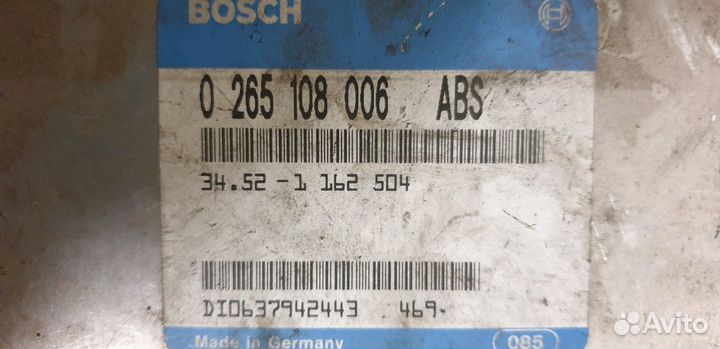 BOSCH
0 265 108 006 ABS
34.52-1 162 504
DI0637942443 469
Made in Germany 085
Avito